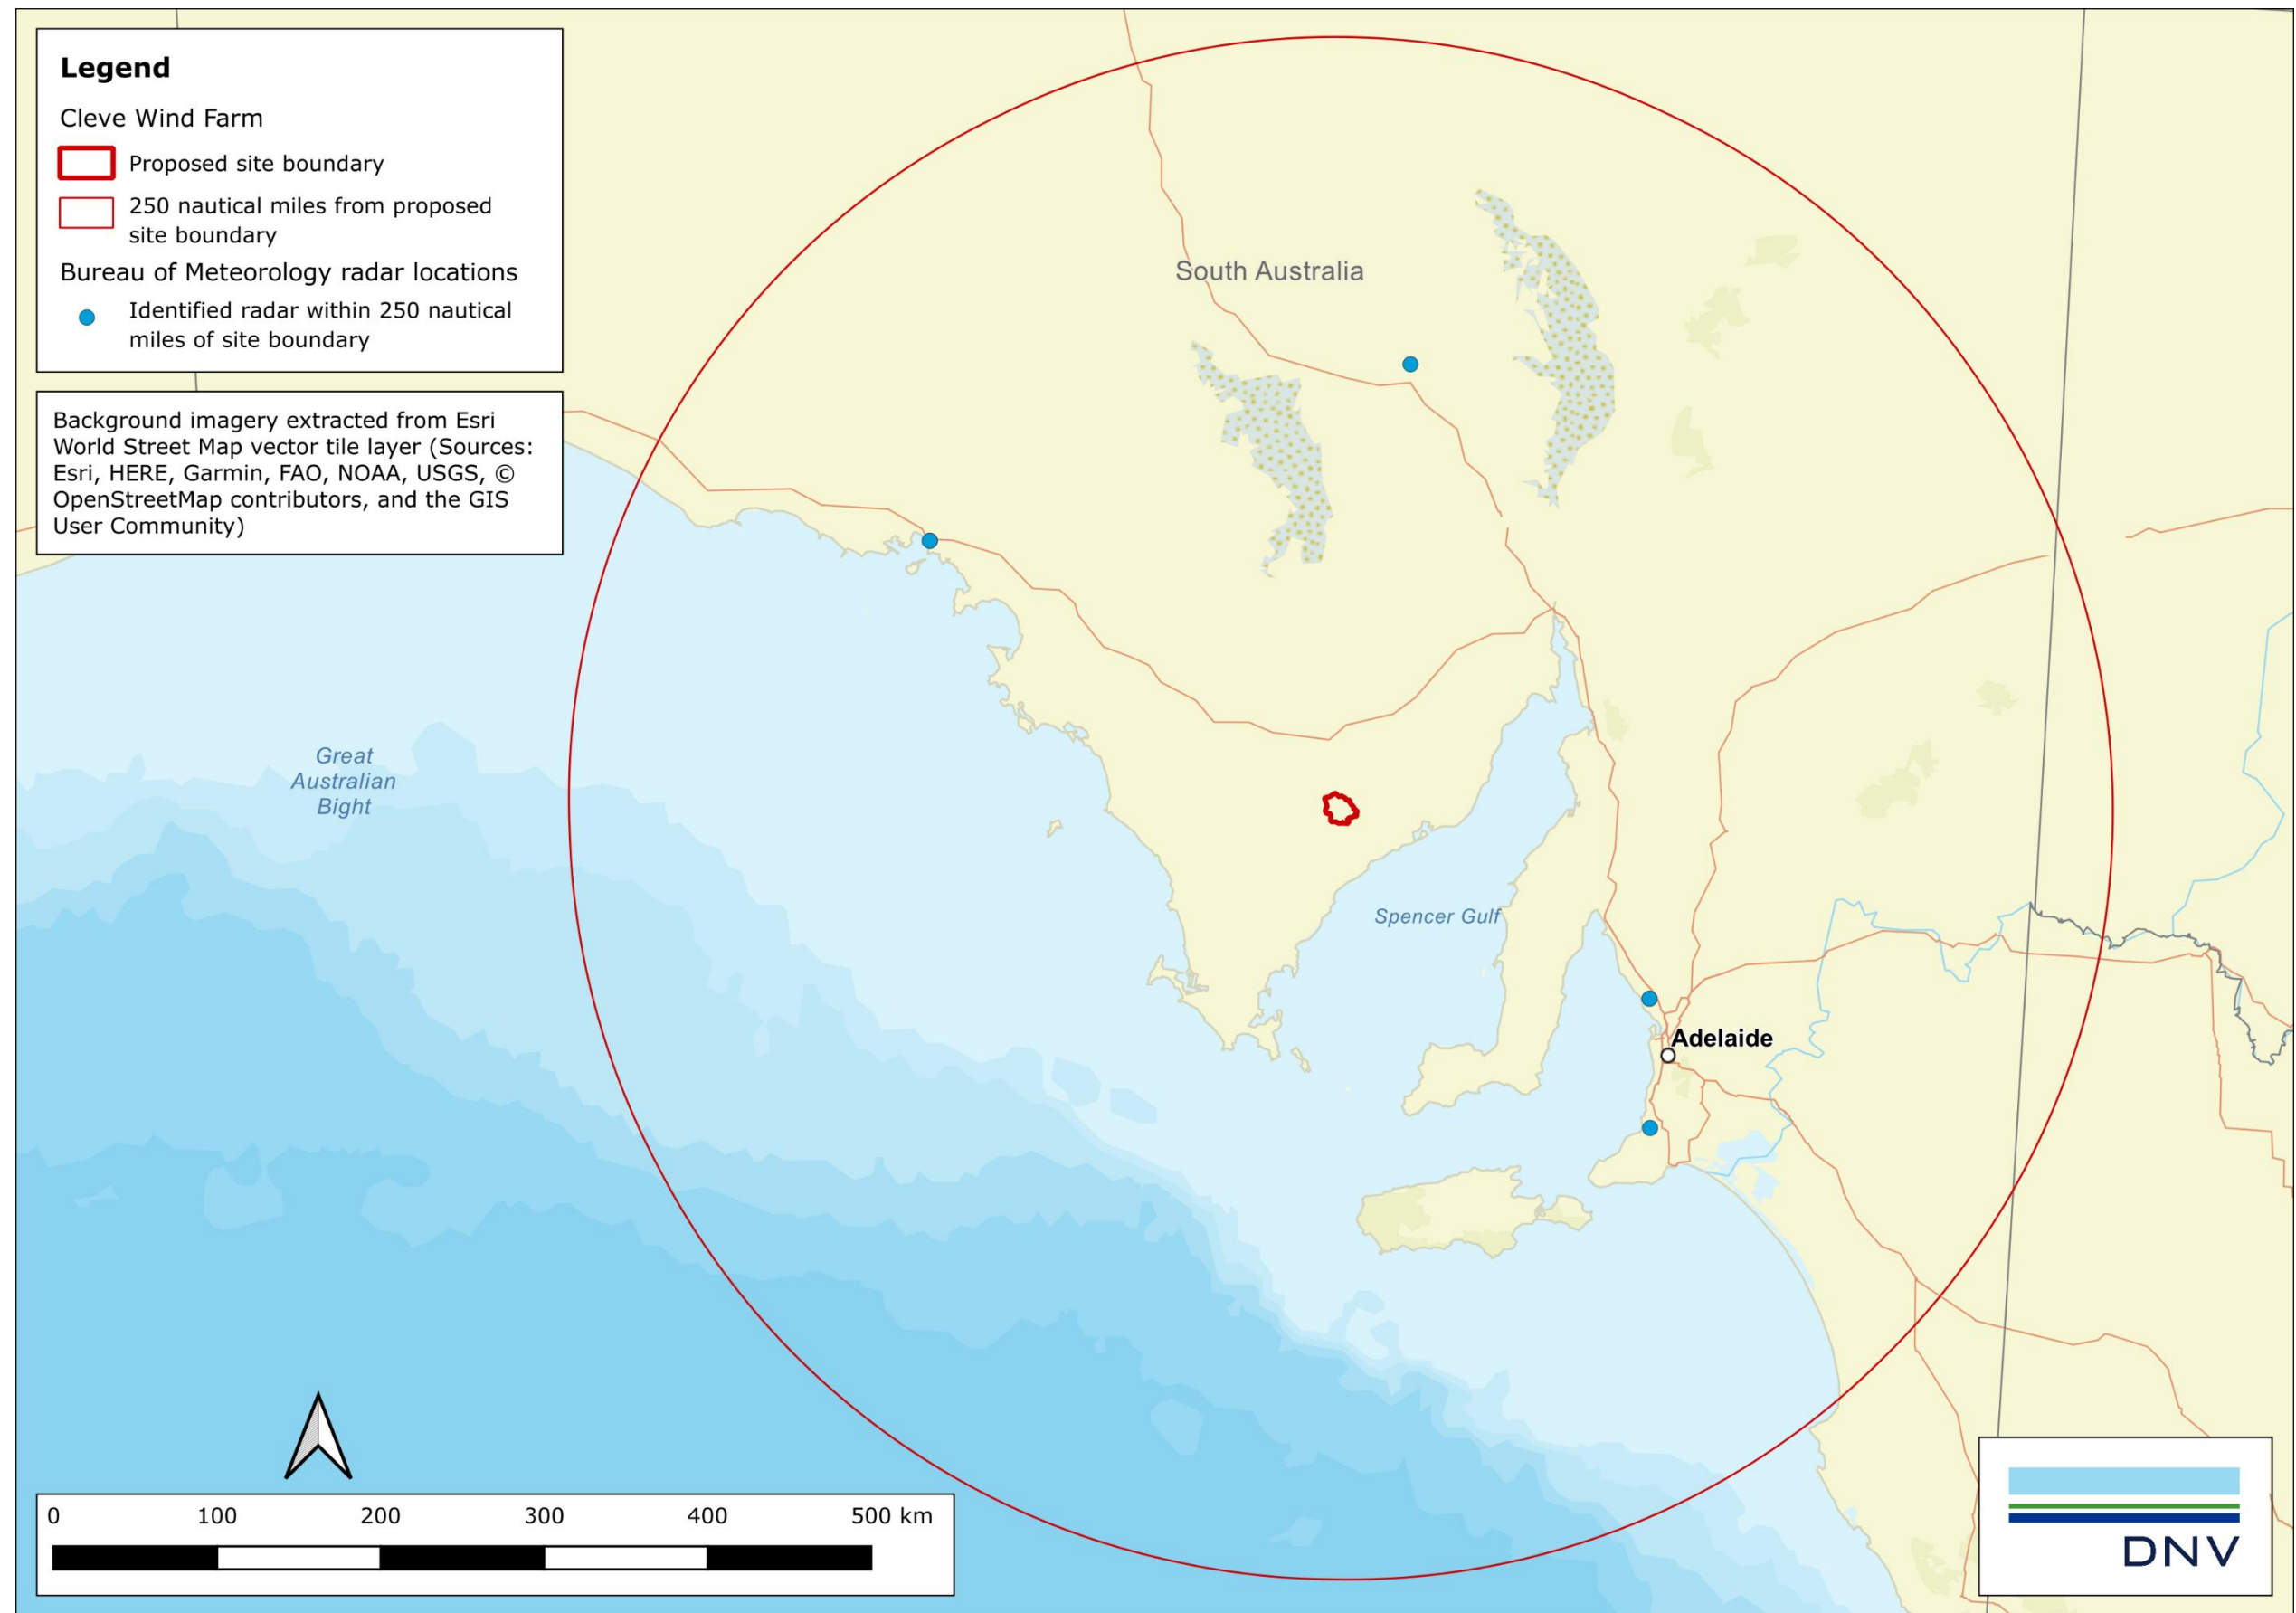 Legend
Cleve Wind Farm
Proposed site boundary
250 nautical miles from proposed
site boundary
Bureau of Meteorology radar locations
Identified radar within 250 nautical
miles of site boundary
Background imagery extracted from Esri
World Street Map vector tile layer (Sources:
Esri, HERE, Garmin, FAO, NOAA, USGS, ©
OpenStreetMap contributors, and the GIS
User Community)
South Australia
Great
Australian
Bight
Spencer Gulf
Adelaide
0 100 200 300 400 500 km
DNV